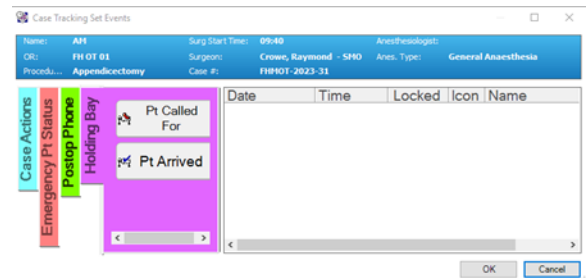 Case Tracking Set Events
Name: AM Surg Start Time: 09:40 Anesthesiologist:
OR: FH OT 01 Surgeon: Crowe, Raymond - SMO Anes. Type: General Anaesthesia
Procedu... Appendicectomy Case #: FHMOT-2023-31
Case Actions
Emergency Pt Status
Postop Phone
Holding Bay
Pt Called
For
Pt Arrived
Date Time Locked Icon Name
OK Cancel